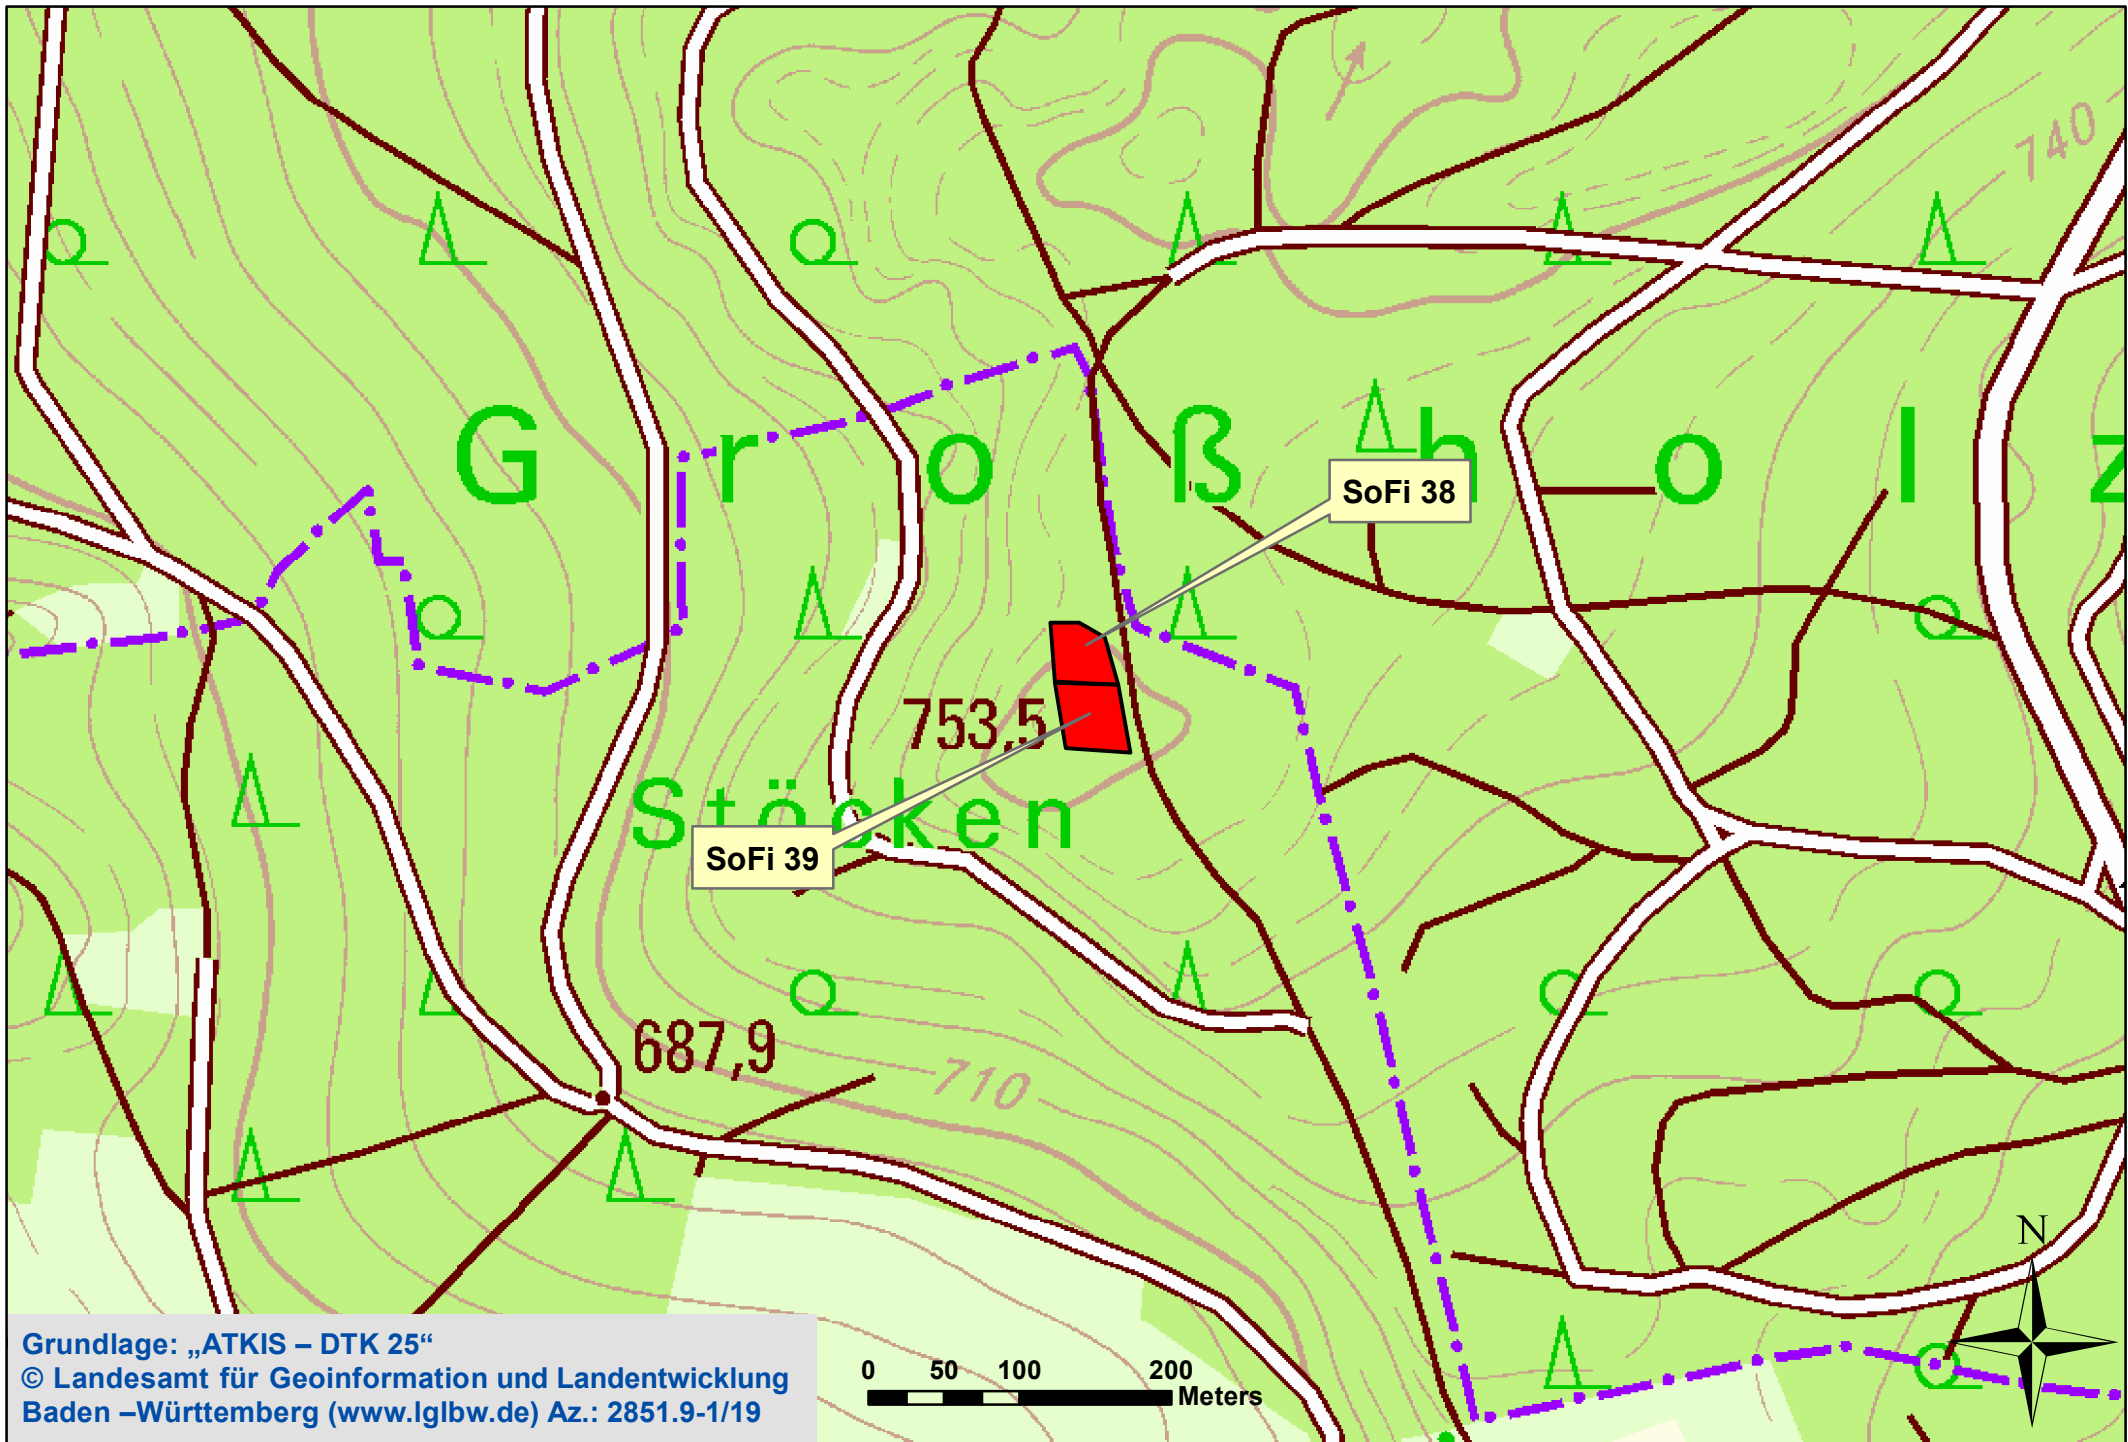 740
G r o ß h o l z
SoFi 38
753,5
Stöcken
SoFi 39
687,9
710
N
Grundlage: „ATKIS – DTK 25“
© Landesamt für Geoinformation und Landentwicklung
Baden –Württemberg (www.lglbw.de) Az.: 2851.9-1/19
0 50 100 200
Meters